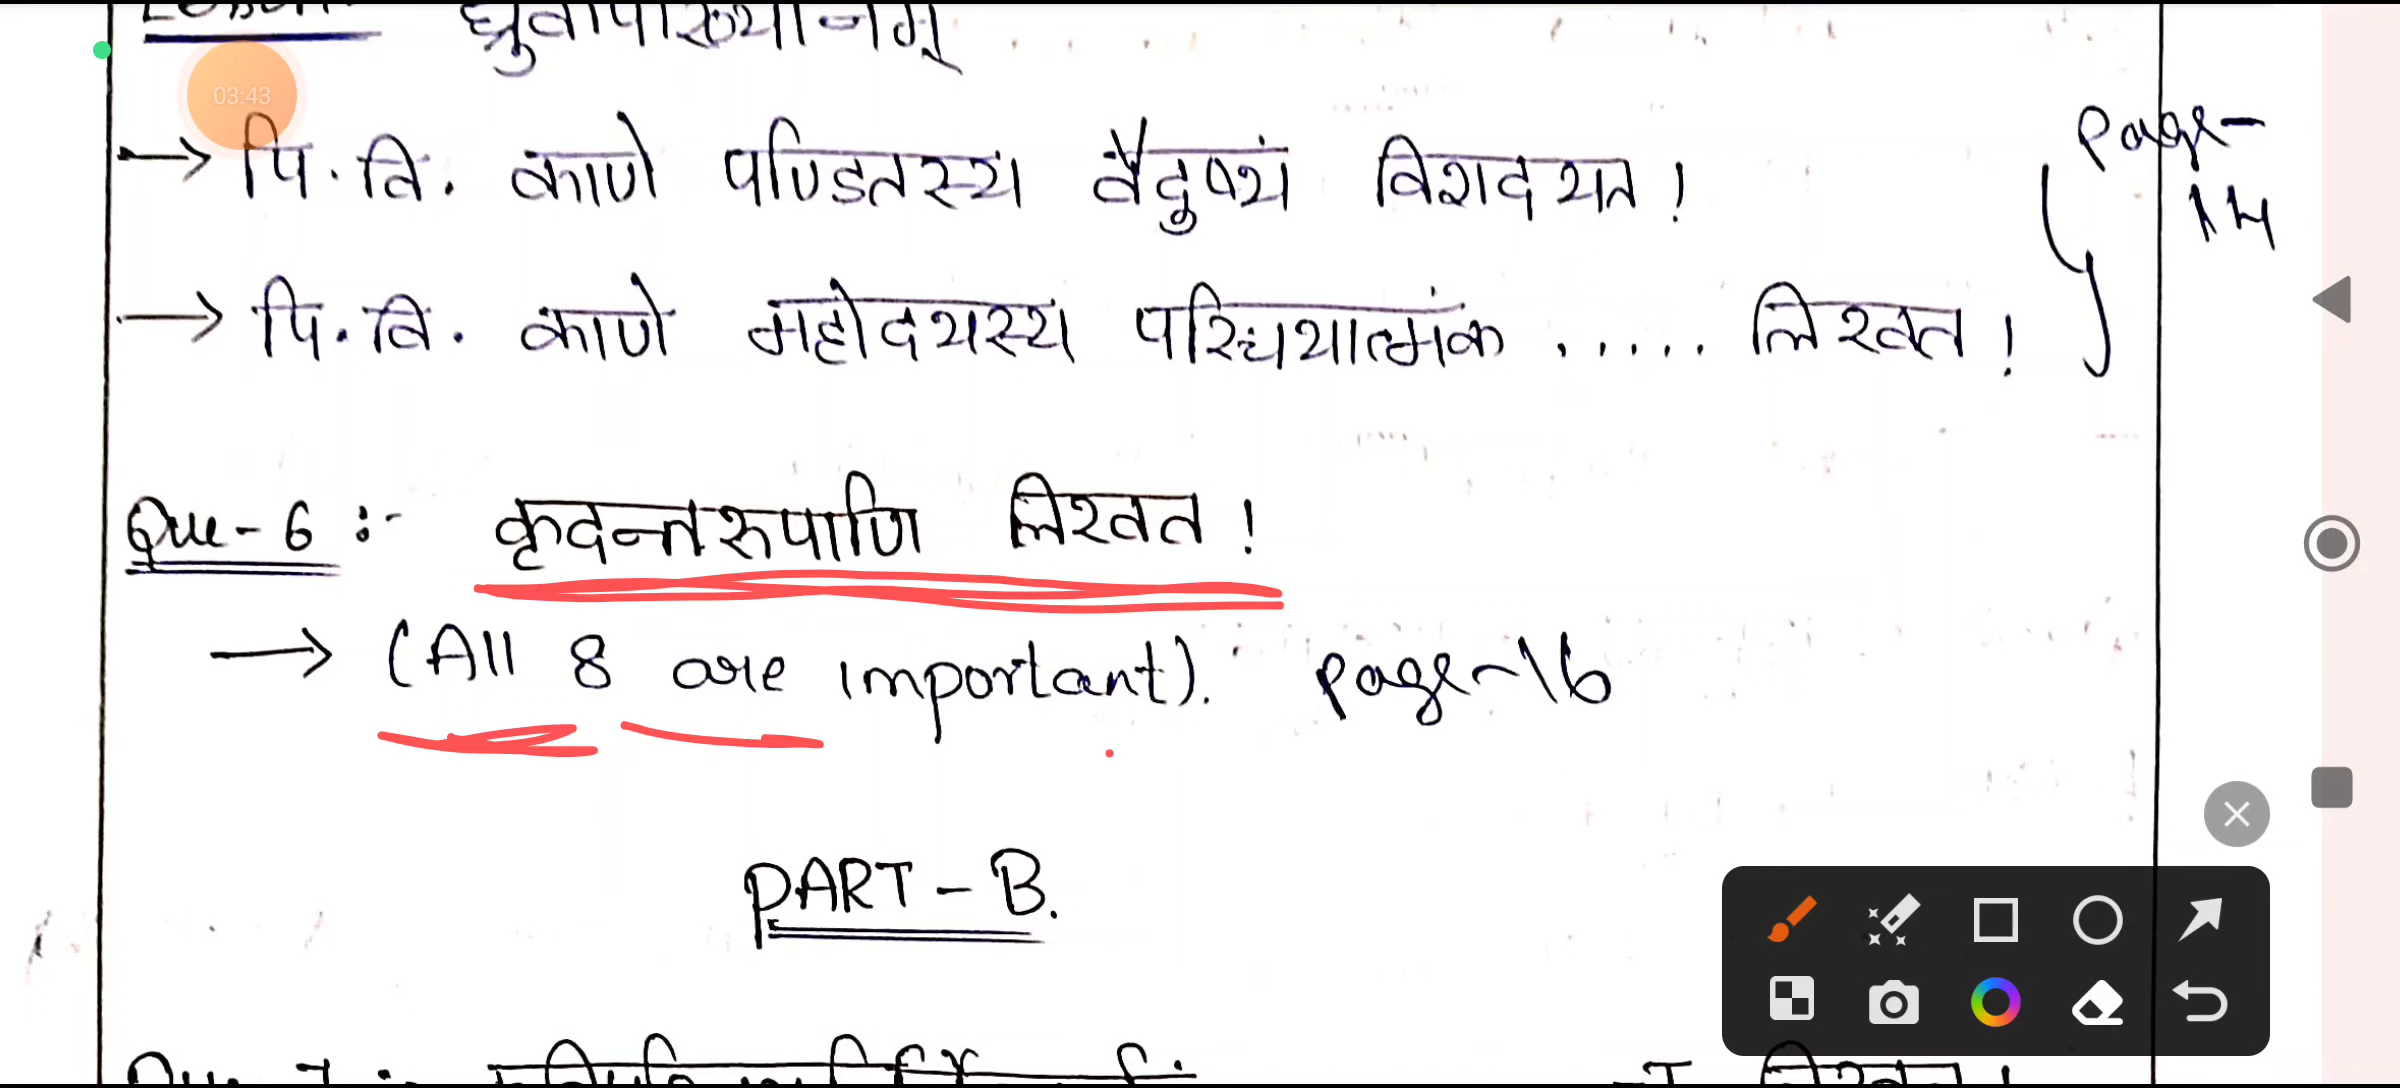 ध्रुवोपाख्यानम्
03:43
→ पि. वि. काणे पण्डितस्य वैदुष्यं विशदयत !
Page-
14
→ पि. वि. काणे महोदयस्य परिचयात्मंक ..... लिखत !
Que-6 :- कृदन्तरुपाणि लिखत !
→ (All 8 are important). page-16
PART-B.